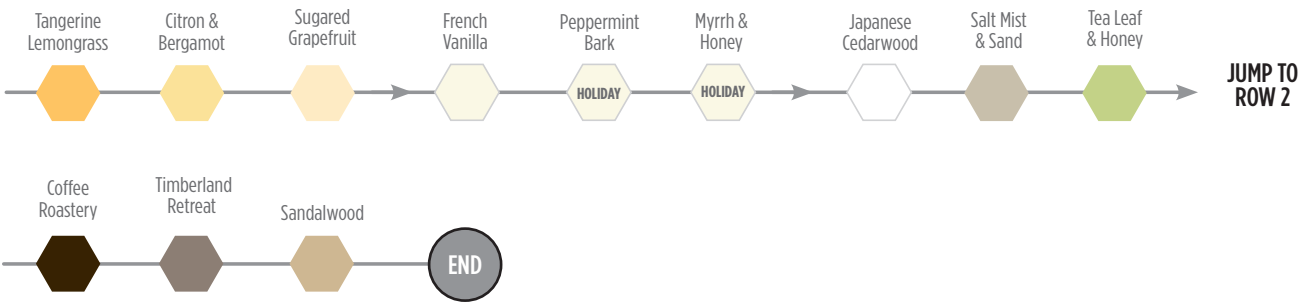 Tangerine
Lemongrass
Citron &
Bergamot
Sugared
Grapefruit
French
Vanilla
Peppermint
Bark
HOLIDAY
Myrrh &
Honey
HOLIDAY
Japanese
Cedarwood
Salt Mist
& Sand
Tea Leaf
& Honey
JUMP TO
ROW 2
Coffee
Roastery
Timberland
Retreat
Sandalwood
END